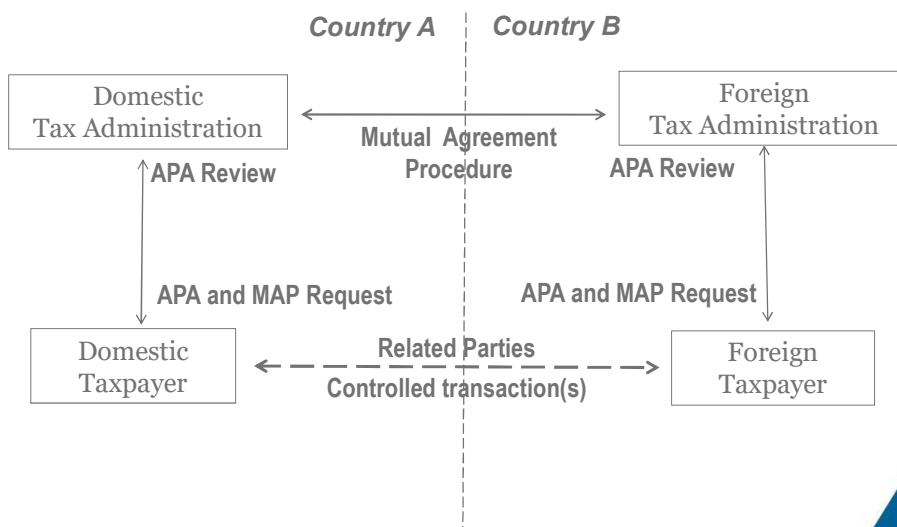 Country A
Country B
Domestic
Tax Administration
Foreign
Tax Administration
Mutual Agreement
Procedure
APA Review
APA Review
APA and MAP Request
APA and MAP Request
Domestic
Taxpayer
Related Parties
Controlled transaction(s)
Foreign
Taxpayer